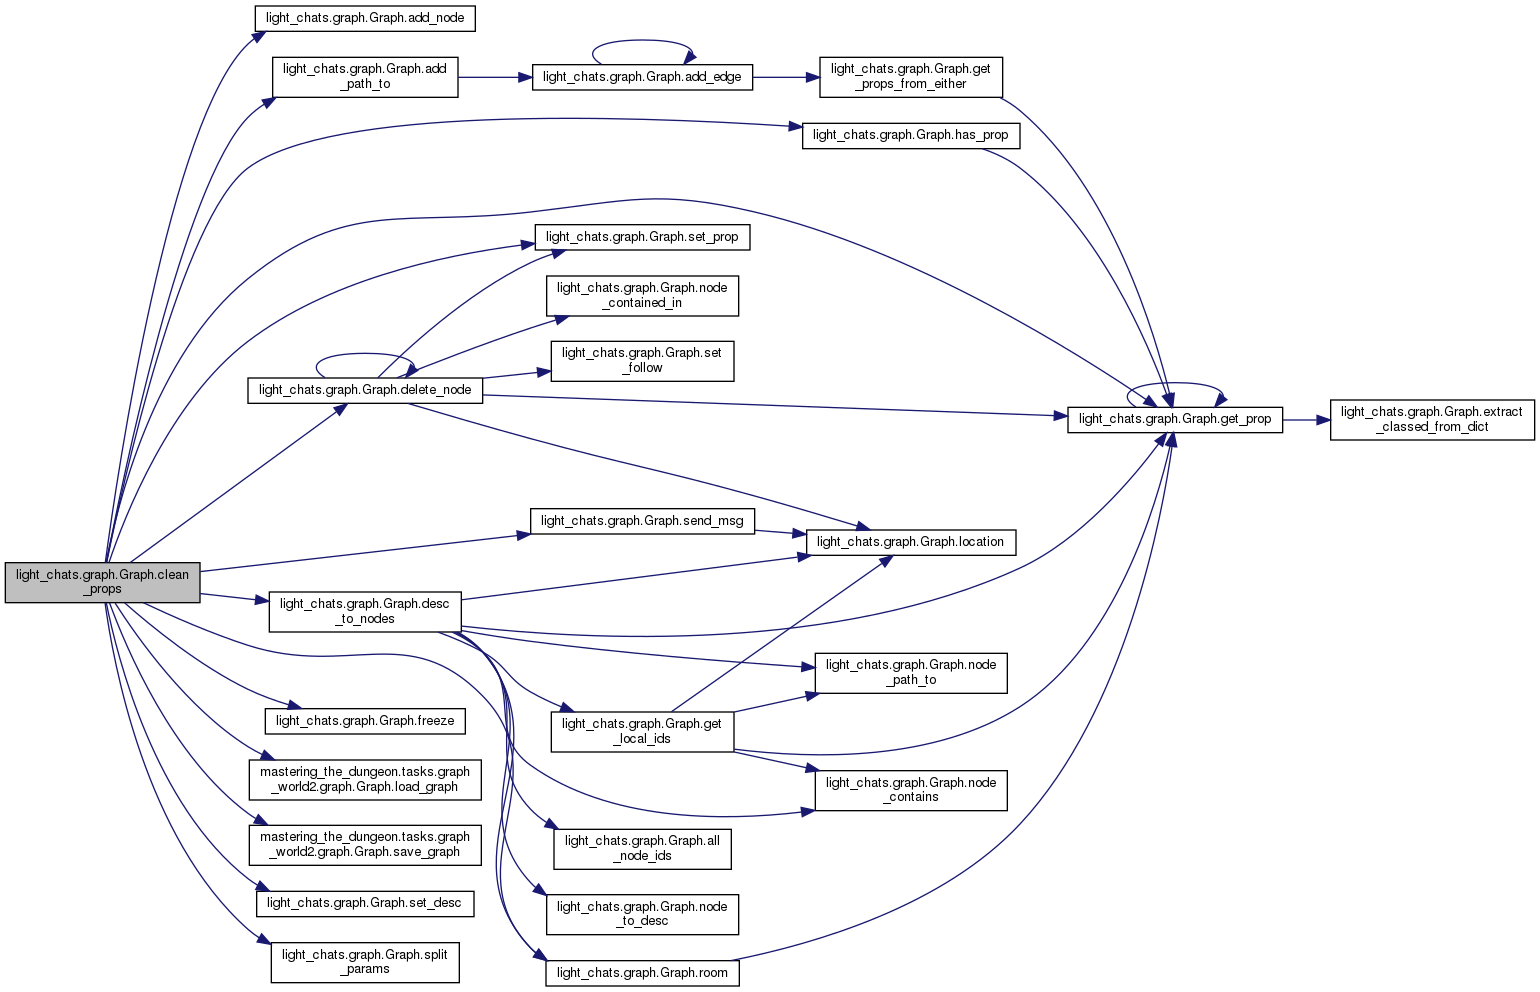 light_chats.graph.Graph.clean
_props
light_chats.graph.Graph.add_node
light_chats.graph.Graph.add
_path_to
light_chats.graph.Graph.add_edge
light_chats.graph.Graph.get
_props_from_either
light_chats.graph.Graph.has_prop
light_chats.graph.Graph.set_prop
light_chats.graph.Graph.node
_contained_in
light_chats.graph.Graph.set
_follow
light_chats.graph.Graph.delete_node
light_chats.graph.Graph.get_prop
light_chats.graph.Graph.extract
_classed_from_dict
light_chats.graph.Graph.send_msg
light_chats.graph.Graph.location
light_chats.graph.Graph.desc
_to_nodes
light_chats.graph.Graph.node
_path_to
light_chats.graph.Graph.freeze
light_chats.graph.Graph.get
_local_ids
mastering_the_dungeon.tasks.graph
_world2.graph.Graph.load_graph
light_chats.graph.Graph.node
_contains
mastering_the_dungeon.tasks.graph
_world2.graph.Graph.save_graph
light_chats.graph.Graph.all
_node_ids
light_chats.graph.Graph.set_desc
light_chats.graph.Graph.node
_to_desc
light_chats.graph.Graph.split
_params
light_chats.graph.Graph.room